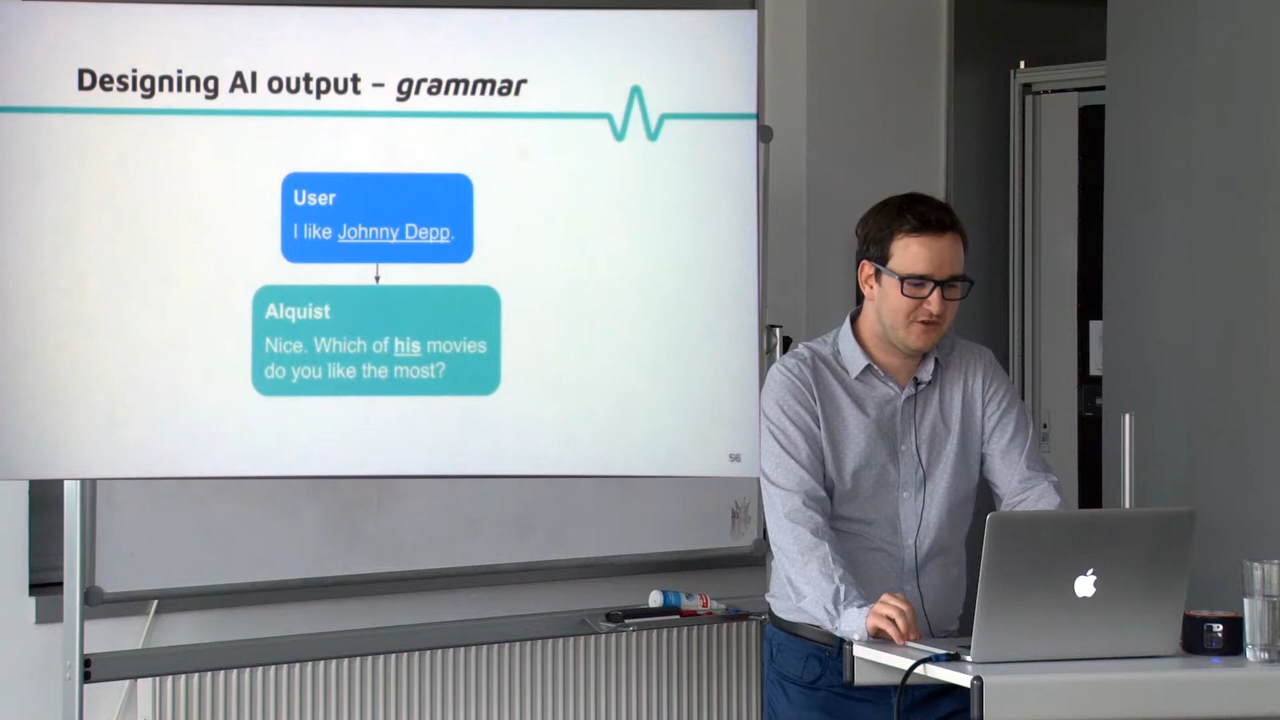 Designing AI output – grammar
User
I like Johnny Depp.
Alquist
Nice. Which of his movies
do you like the most?
56